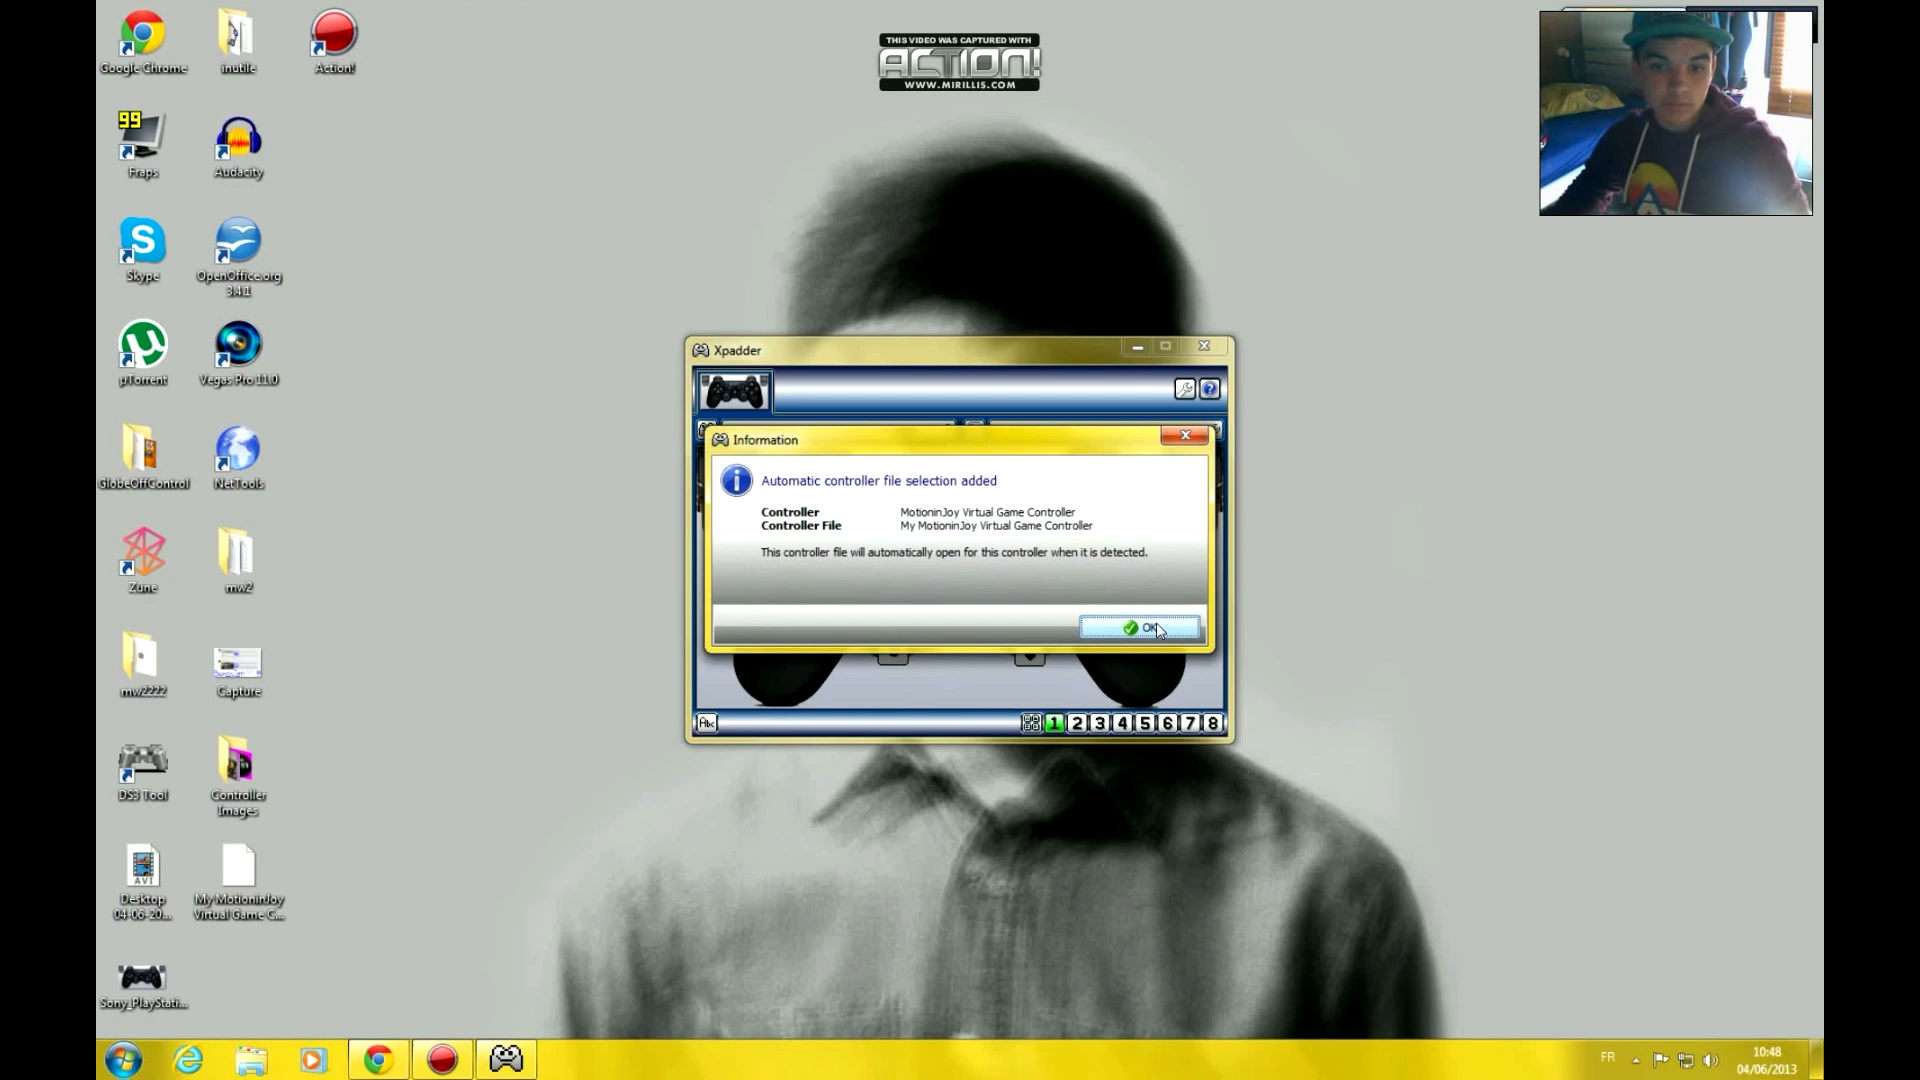 Google Chrome
inutile
Action!
THIS VIDEO WAS CAPTURED WITH
ACTION!
WWW.MIRILLIS.COM
99
Fraps
Audacity
Skype
OpenOffice.org
3.4.1
µTorrent
Vegas Pro 11.0
GlobeOffControl
NetTools
Zune
mw2
mw2222
Capture
DS3 Tool
Controller
Images
AVI
Desktop
04-06-20...
My MotioninJoy
Virtual Game C...
Sony_PlayStati...
Xpadder
Information
Automatic controller file selection added
Controller MotioninJoy Virtual Game Controller
Controller File My MotioninJoy Virtual Game Controller
This controller file will automatically open for this controller when it is detected.
OK
Abc
1 2 3 4 5 6 7 8
FR
10:48
04/06/2013